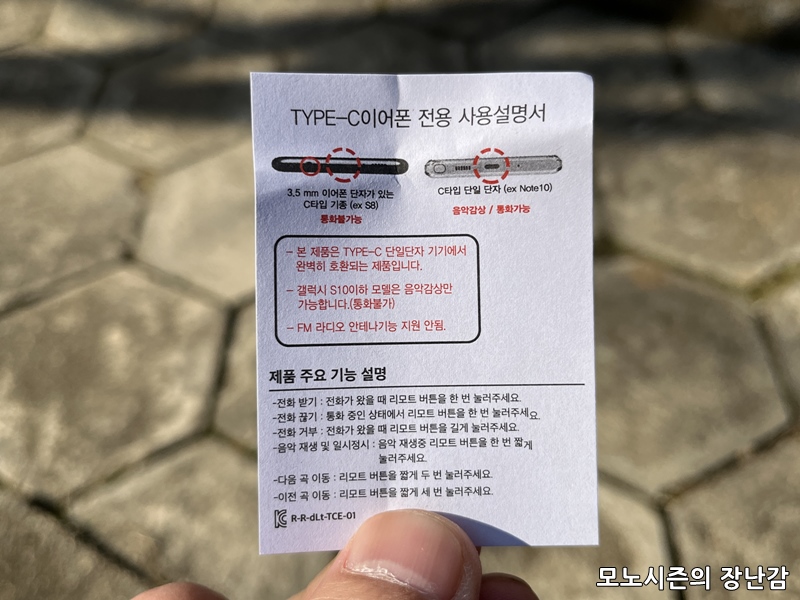 TYPE-C이어폰 전용 사용설명서
3.5 mm 이어폰 단자가 있는
C타입 기종 (ex S8)
통화불가능
C타입 단일 단자 (ex Note10)
음악감상 / 통화가능
- 본 제품은 TYPE-C 단일단자 기기에서
완벽히 호환되는 제품입니다.
- 갤럭시 S10이하 모델은 음악감상만
가능합니다.(통화불가)
- FM 라디오 안테나기능 지원 안됨.
제품 주요 기능 설명
-전화 받기 : 전화가 왔을 때 리모트 버튼을 한 번 눌러주세요.
-전화 끊기 : 통화 중인 상태에서 리모트 버튼을 한 번 눌러주세요.
-전화 거부 : 전화가 왔을 때 리모트 버튼을 길게 눌러주세요.
-음악 재생 및 일시정시 : 음악 재생중 리모트 버튼을 한 번 짧게
눌러주세요.
-다음 곡 이동 : 리모트 버튼을 짧게 두 번 눌러주세요.
-이전 곡 이동 : 리모트 버튼을 짧게 세 번 눌러주세요.
R-R-dLt-TCE-01
모노시즌의 장난감